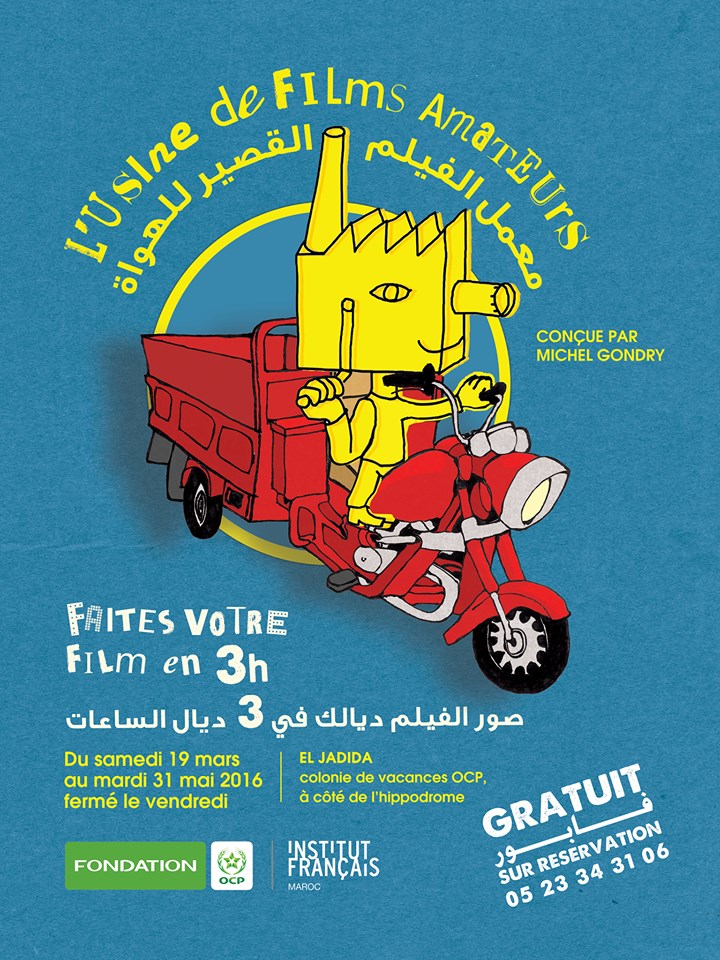 L'Usine de Films Amateurs
معمل الفيلم القصير للهواة
CONÇUE PAR
MICHEL GONDRY
FAITES VOTRE
FILM en 3h
صور الفيلم ديالك في 3 ديال الساعات
Du samedi 19 mars
au mardi 31 mai 2016
fermé le vendredi
EL JADIDA
colonie de vacances OCP,
à côté de l'hippodrome
GRATUIT
فابور
SUR RESERVATION
05 23 34 31 06
FONDATION
OCP
INSTITUT
FRANÇAIS
MAROC